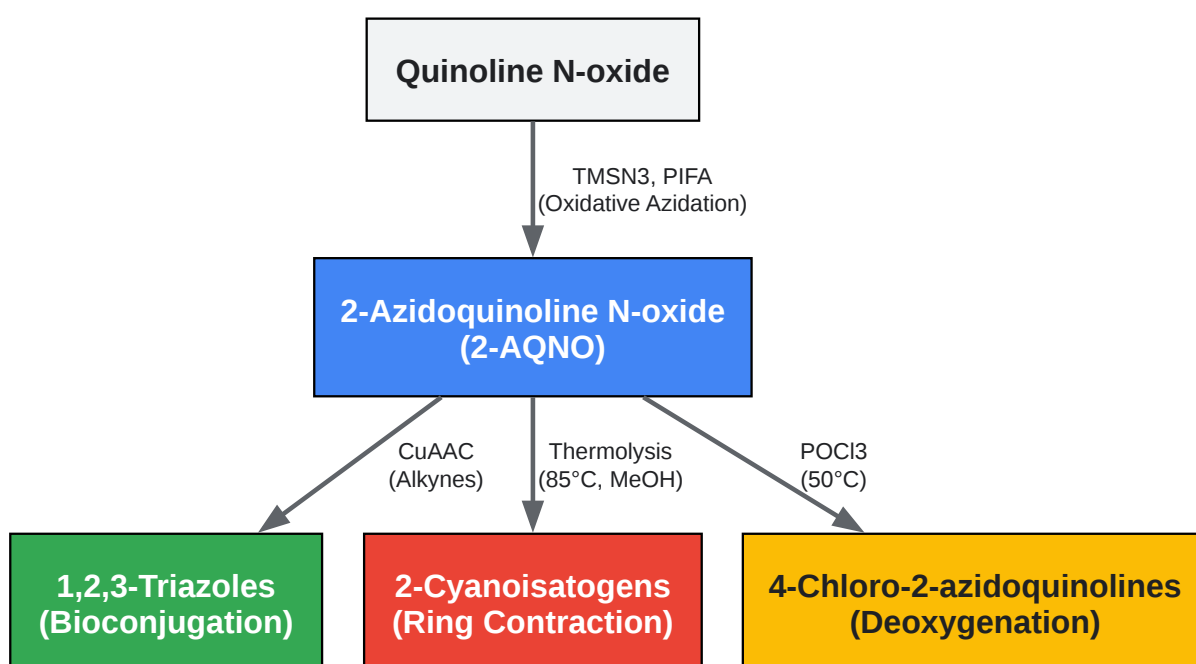 Quinoline N-oxide
TMSN3, PIFA
(Oxidative Azidation)
2-Azidoquinoline N-oxide
(2-AQNO)
CuAAC
(Alkynes)
Thermolysis
(85°C, MeOH)
POCl3
(50°C)
1,2,3-Triazoles
(Bioconjugation)
2-Cyanoisatogens
(Ring Contraction)
4-Chloro-2-azidoquinolines
(Deoxygenation)